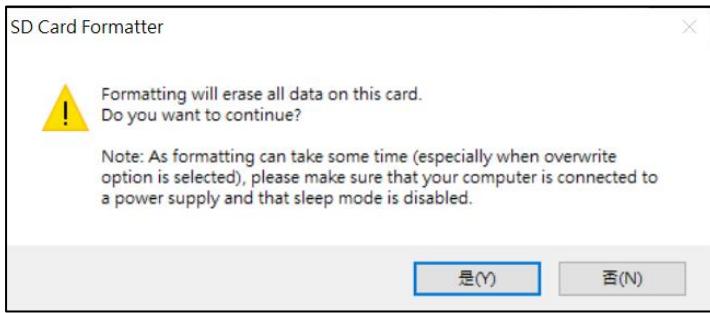 SD Card Formatter
Formatting will erase all data on this card.
Do you want to continue?
Note: As formatting can take some time (especially when overwrite
option is selected), please make sure that your computer is connected to
a power supply and that sleep mode is disabled.
是(Y)
否(N)